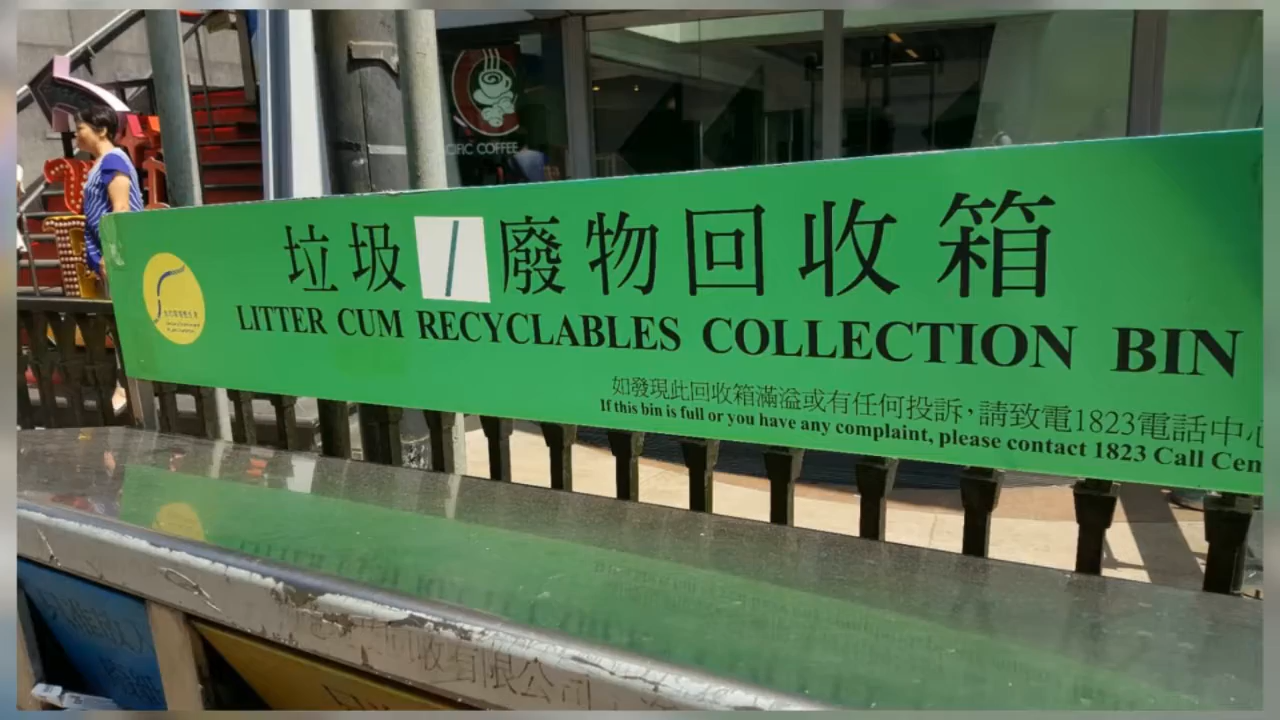 CIFIC COFFEE
垃圾/廢物回收箱
LITTER CUM RECYCLABLES COLLECTION BIN
如發現此回收箱滿溢或有任何投訴，請致電1823電話中心
If this bin is full or you have any complaint, please contact 1823 Call Cen